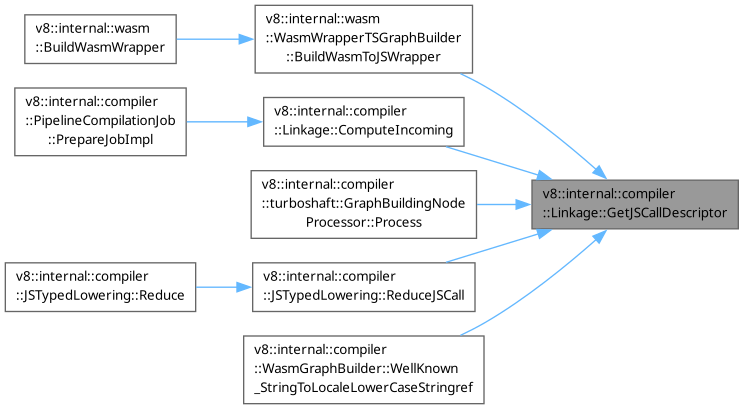 v8::internal::wasm
::BuildWasmWrapper
v8::internal::wasm
::WasmWrapperTSGraphBuilder
::BuildWasmToJSWrapper
v8::internal::compiler
::PipelineCompilationJob
::PrepareJobImpl
v8::internal::compiler
::Linkage::ComputeIncoming
v8::internal::compiler
::turboshaft::GraphBuildingNode
Processor::Process
v8::internal::compiler
::Linkage::GetJSCallDescriptor
v8::internal::compiler
::JSTypedLowering::Reduce
v8::internal::compiler
::JSTypedLowering::ReduceJSCall
v8::internal::compiler
::WasmGraphBuilder::WellKnown
_StringToLocaleLowerCaseStringref